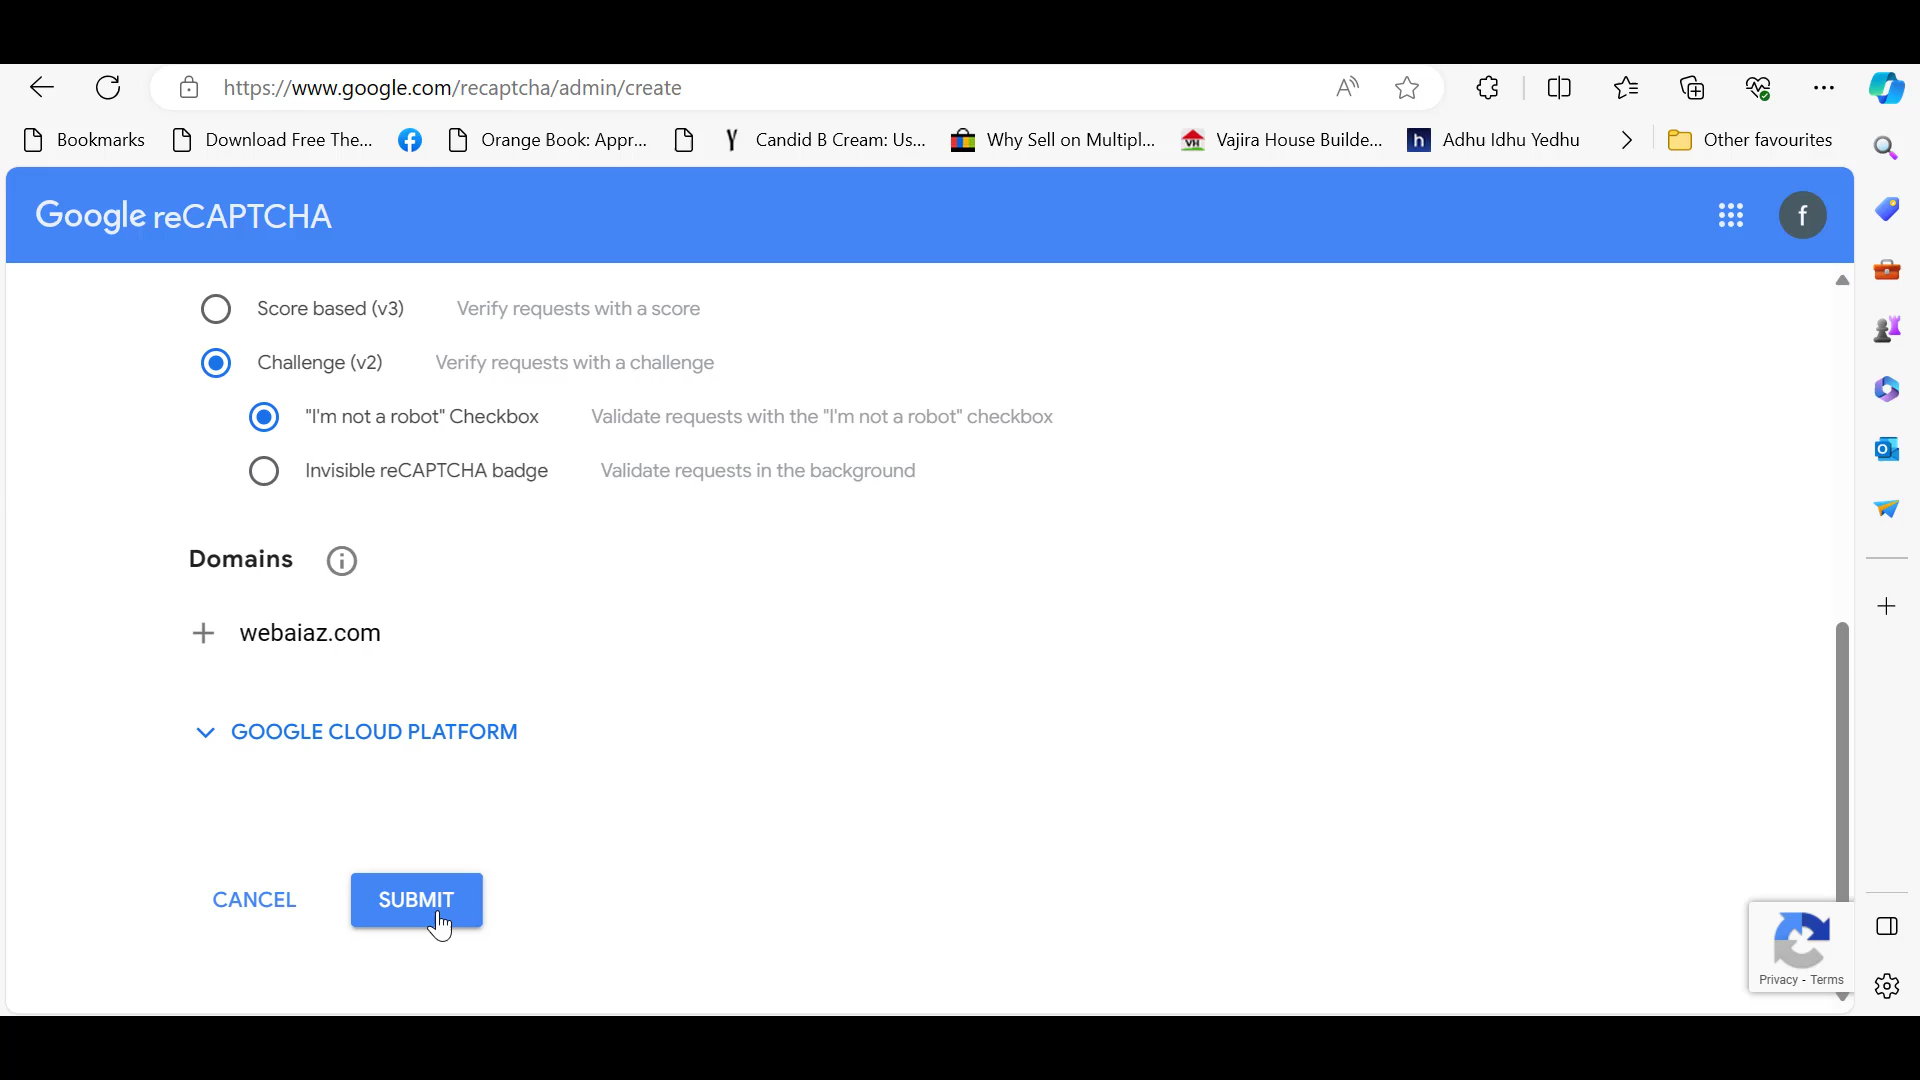 https://www.google.com/recaptcha/admin/create
Bookmarks Download Free The... Orange Book: Appr... Candid B Cream: Us... Why Sell on Multipl... VH Vajira House Builde... h Adhu Idhu Yedhu Other favourites
Google reCAPTCHA f
Score based (v3) Verify requests with a score
Challenge (v2) Verify requests with a challenge
"I'm not a robot" Checkbox Validate requests with the "I'm not a robot" checkbox
Invisible reCAPTCHA badge Validate requests in the background
Domains
webaiaz.com
GOOGLE CLOUD PLATFORM
CANCEL SUBMIT
Privacy - Terms